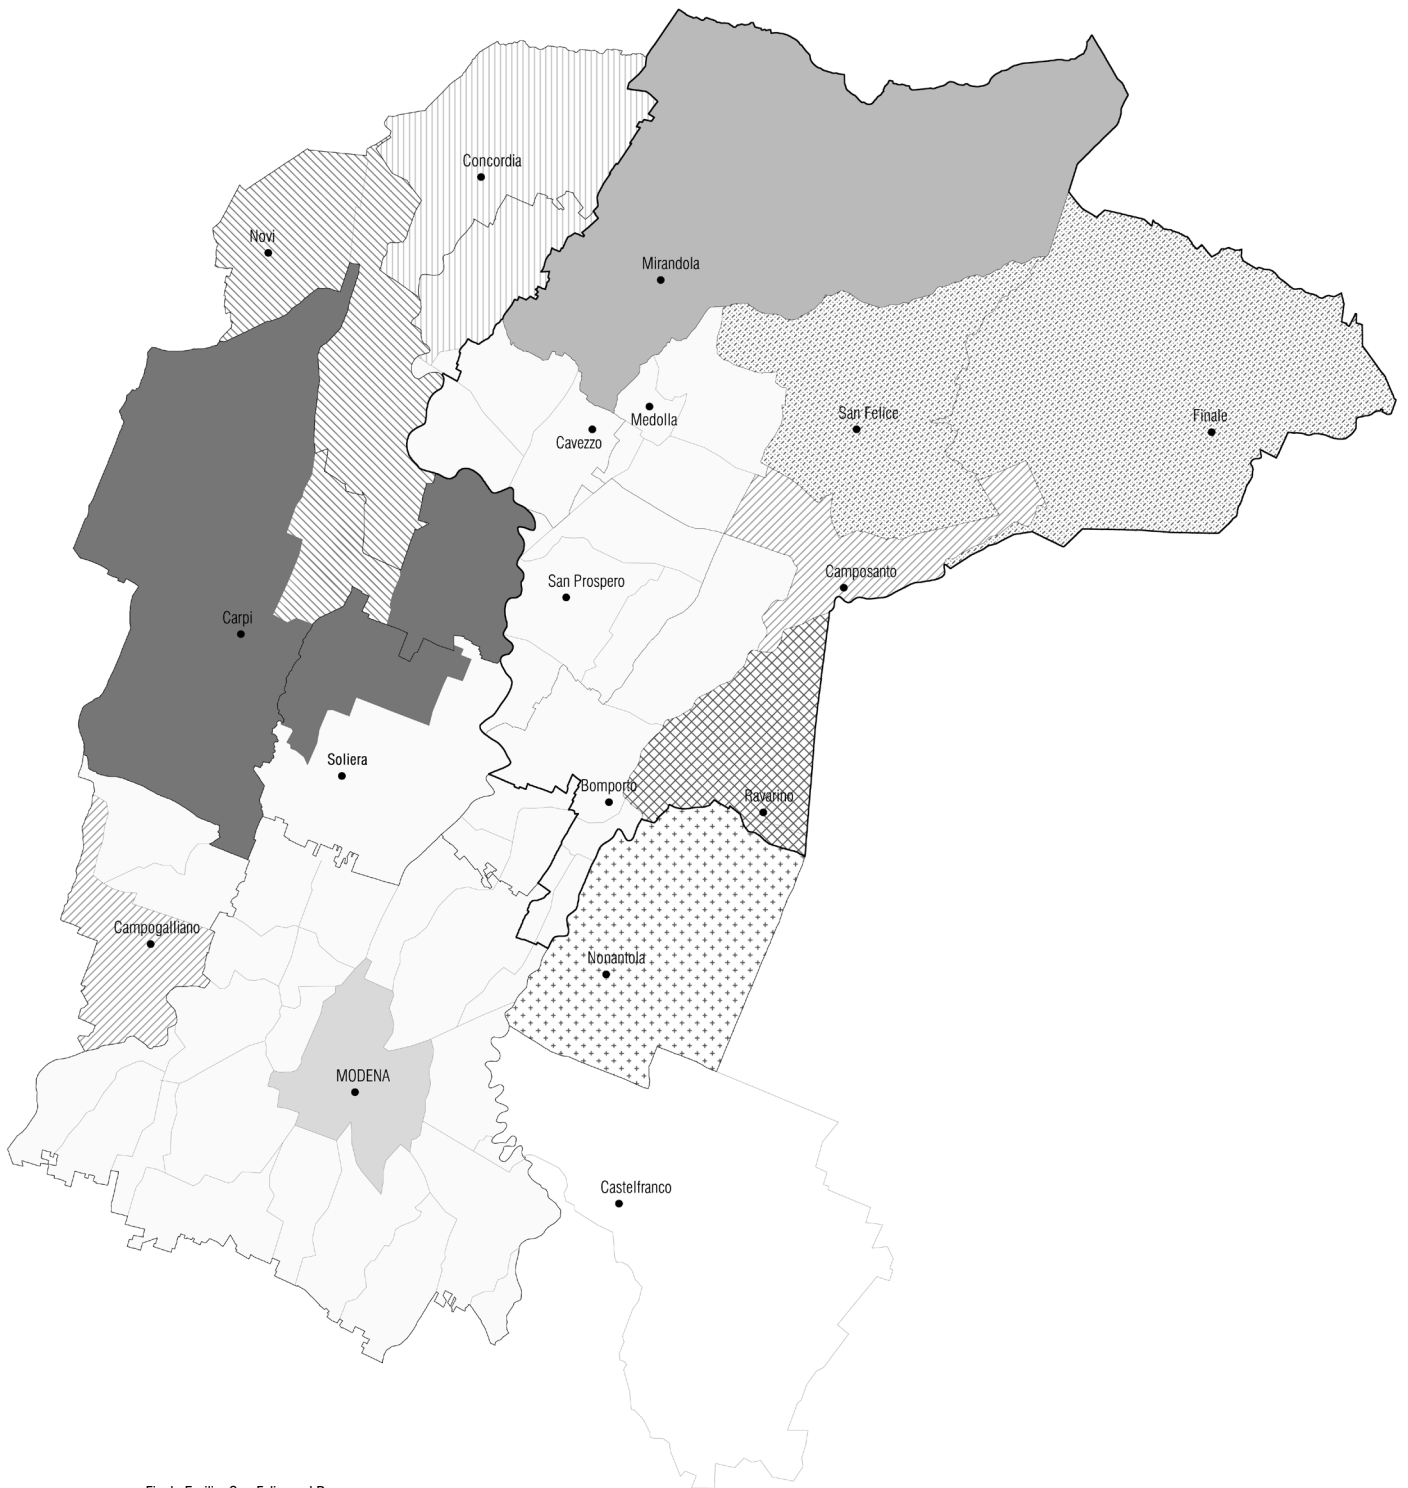 Concordia
Novi
Mirandola
San Felice
Finale
Medolla
Cavezzo
San Prospero
Camposanto
Carpi
Soliera
Bomporto
Ravarino
Campogalliano
Nonantola
MODENA
Castelfranco